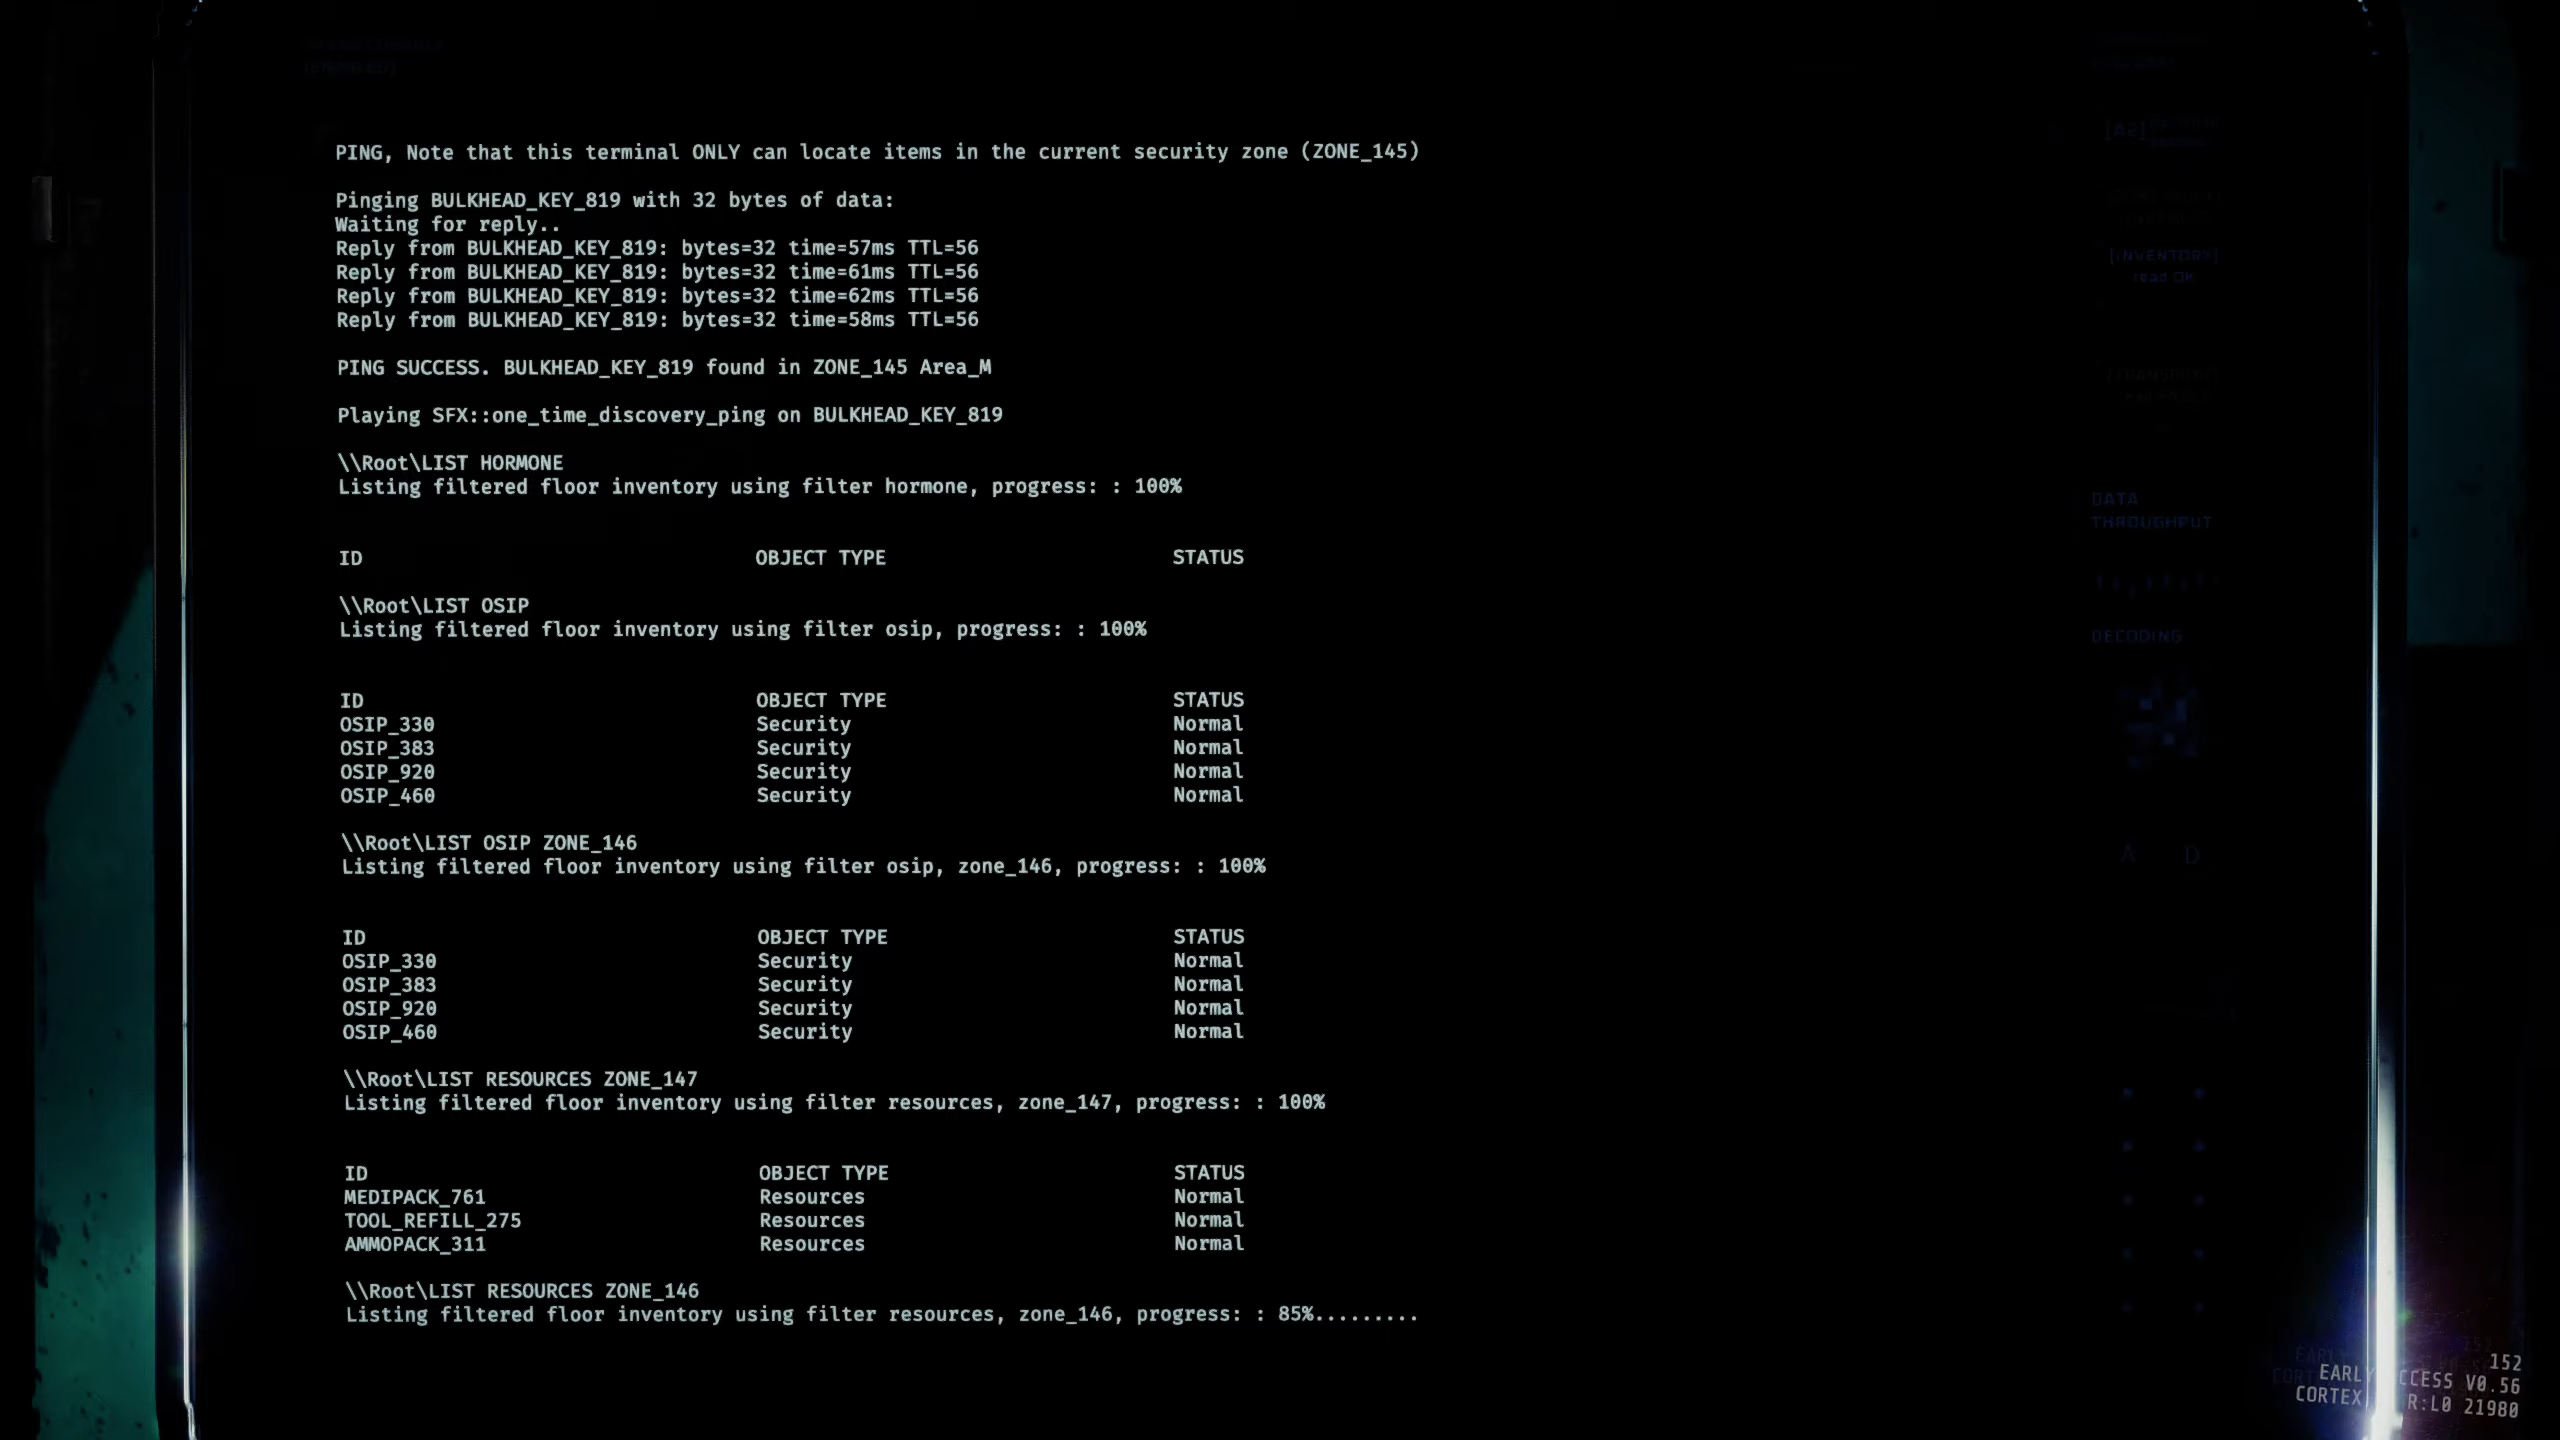 PING, Note that this terminal ONLY can locate items in the current security zone (ZONE_145)
Pinging BULKHEAD_KEY_819 with 32 bytes of data:
Waiting for reply..
Reply from BULKHEAD_KEY_819: bytes=32 time=57ms TTL=56
Reply from BULKHEAD_KEY_819: bytes=32 time=61ms TTL=56
Reply from BULKHEAD_KEY_819: bytes=32 time=62ms TTL=56
Reply from BULKHEAD_KEY_819: bytes=32 time=58ms TTL=56
PING SUCCESS. BULKHEAD_KEY_819 found in ZONE_145 Area_M
Playing SFX::one_time_discovery_ping on BULKHEAD_KEY_819
\\Root\LIST HORMONE
Listing filtered floor inventory using filter hormone, progress: : 100%
ID OBJECT TYPE STATUS
\\Root\LIST OSIP
Listing filtered floor inventory using filter osip, progress: : 100%
ID OBJECT TYPE STATUS
OSIP_330 Security Normal
OSIP_383 Security Normal
OSIP_920 Security Normal
OSIP_460 Security Normal
\\Root\LIST OSIP ZONE_146
Listing filtered floor inventory using filter osip, zone_146, progress: : 100%
ID OBJECT TYPE STATUS
OSIP_330 Security Normal
OSIP_383 Security Normal
OSIP_920 Security Normal
OSIP_460 Security Normal
\\Root\LIST RESOURCES ZONE_147
Listing filtered floor inventory using filter resources, zone_147, progress: : 100%
ID OBJECT TYPE STATUS
MEDIPACK_761 Resources Normal
TOOL_REFILL_275 Resources Normal
AMMOPACK_311 Resources Normal
\\Root\LIST RESOURCES ZONE_146
Listing filtered floor inventory using filter resources, zone_146, progress: : 85%.........
[INVENTORY]
read OK
DATA
THROUGHPUT
DECODING
A D
152
EARLY CCESS V0.56
CORTEX R:L0 21980